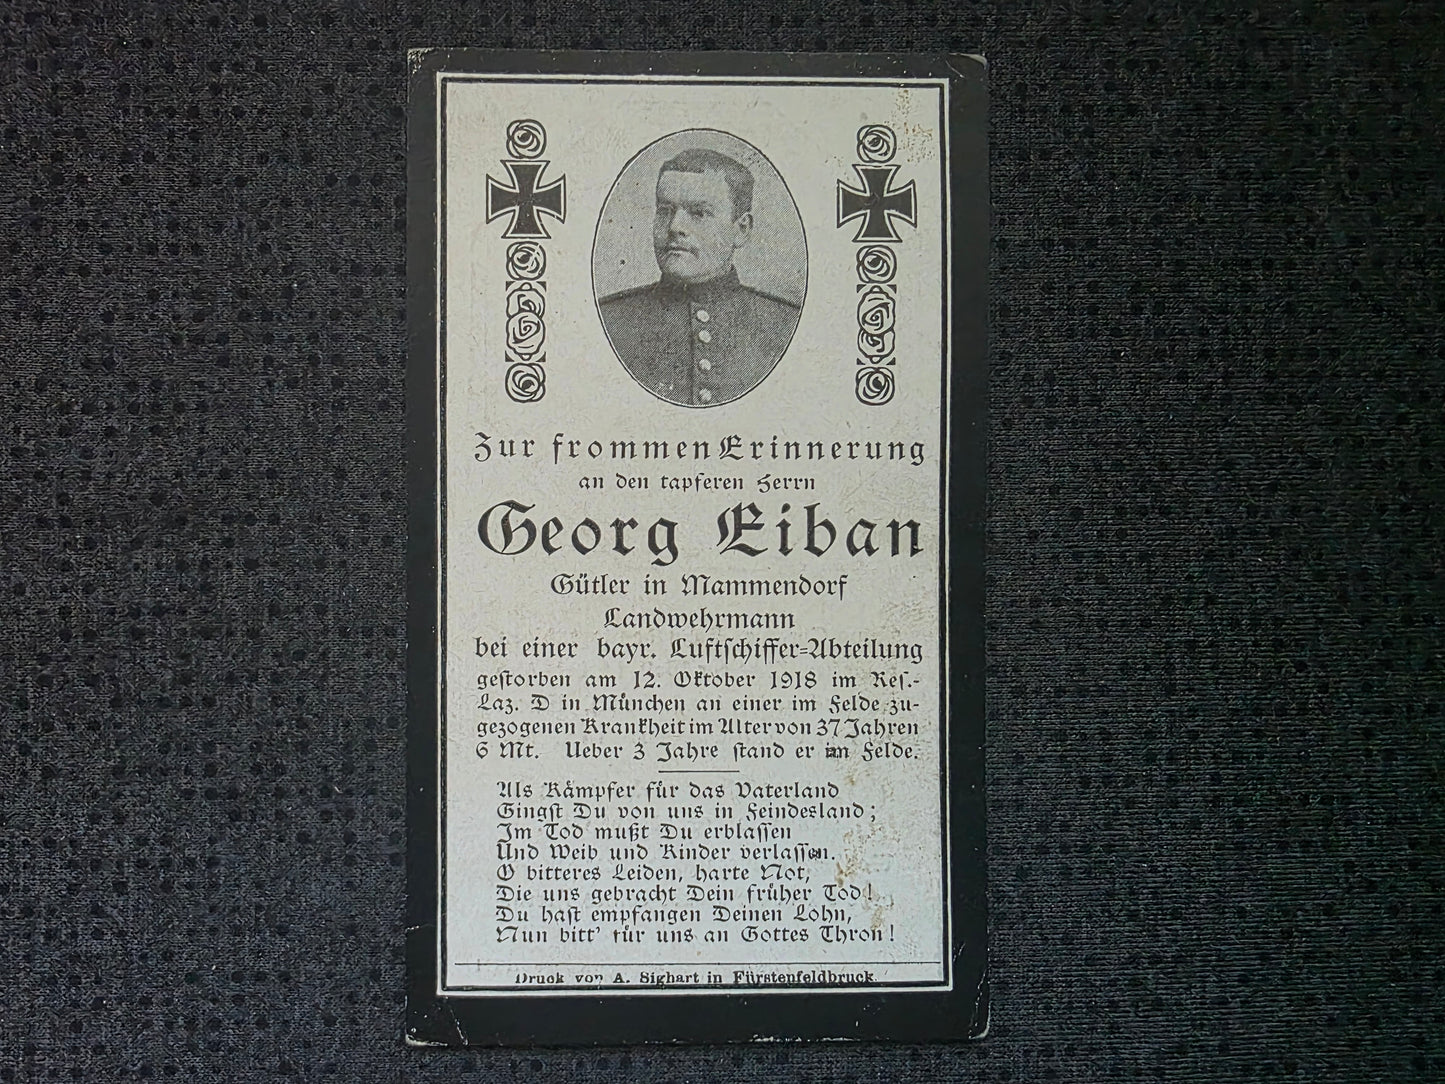 Zur frommen Erinnerung
an den tapferen Herrn
Georg Eiban
Gütler in Mammendorf
Landwehrmann
bei einer bayr. Luftschiffer-Abteilung
gestorben am 12. Oktober 1918 im Res.-
Laz. D in München an einer im Felde zu-
gezogenen Krankheit im Alter von 37 Jahren
6 Mt. Ueber 3 Jahre stand er im Felde.
Als Kämpfer für das Vaterland
Gingst Du von uns in Feindesland;
Im Tod mußt Du erblassen
Und Weib und Kinder verlassen.
O bitteres Leiden, harte Not,
Die uns gebracht Dein früher Tod!
Du hast empfangen Deinen Lohn,
Nun bitt' für uns an Gottes Thron!
Druck von A. Sighart in Fürstenfeldbruck.